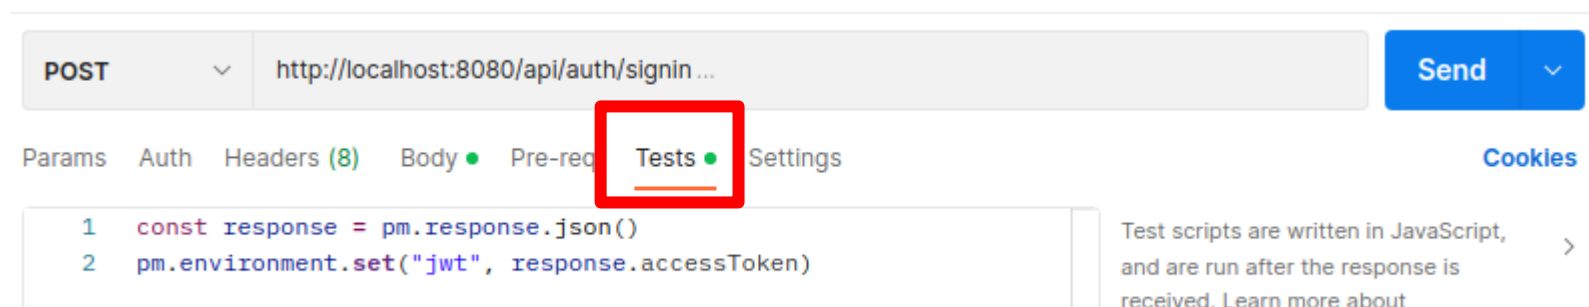 POST http://localhost:8080/api/auth/signin ... Send
Params Auth Headers (8) Body Pre-req Tests Settings Cookies
1 const response = pm.response.json()
2 pm.environment.set("jwt", response.accessToken)
Test scripts are written in JavaScript,
and are run after the response is
received. Learn more about